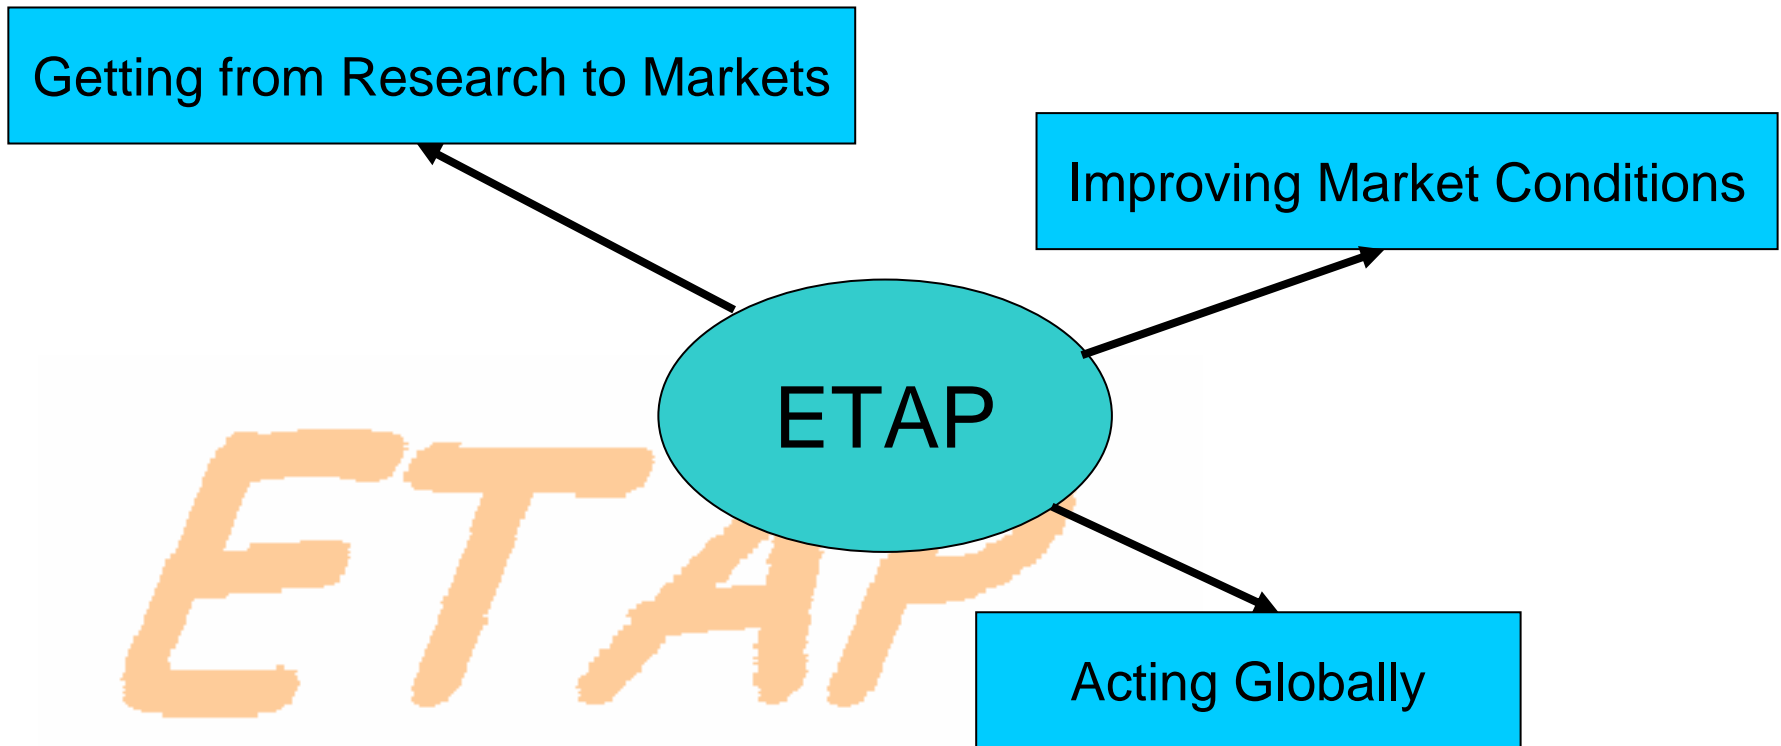 Getting from Research to Markets
Improving Market Conditions
ETAP
ETAP
Acting Globally